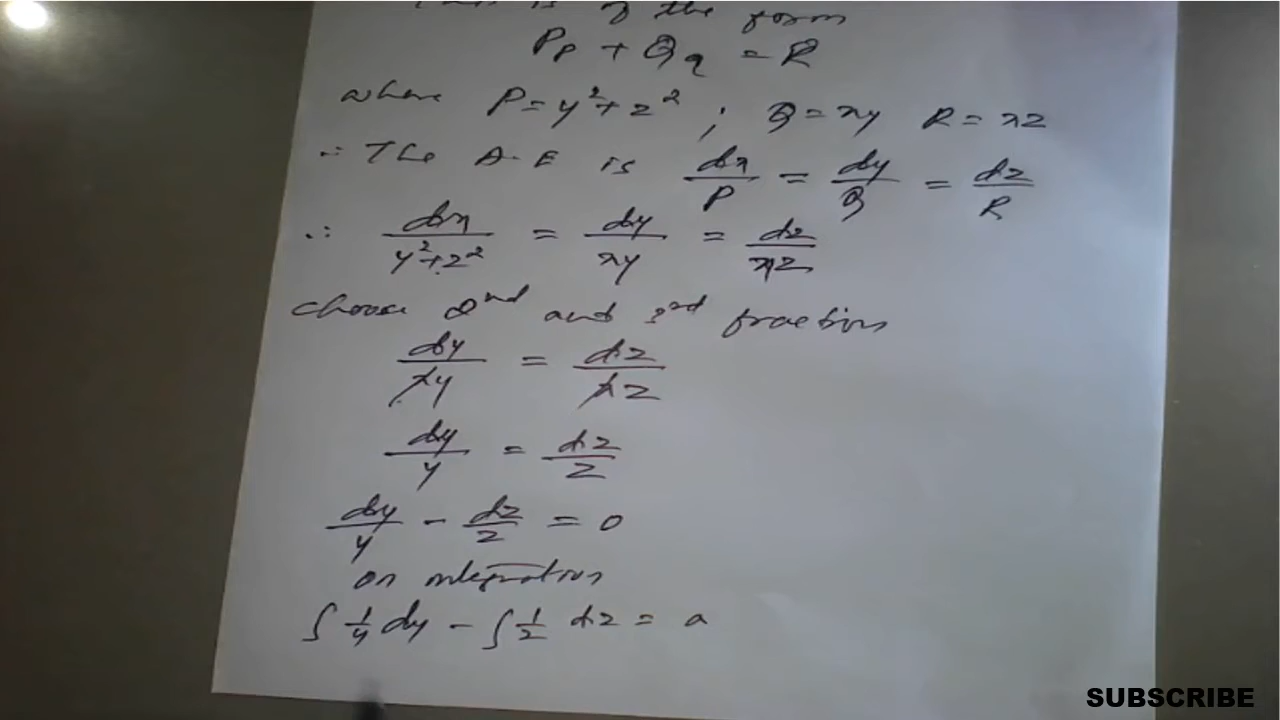 is of the form
Pp + Qq = R
where P = y² + z² ; Q = xy R = xz
∴ The A.E is dx/P = dy/Q = dz/R
∴ dx/y²+z² = dy/xy = dz/xz
choose 2nd and 3rd fraction
dy/xy = dz/xz
dy/y = dz/z
dy/y - dz/z = 0
on integration
∫ 1/y dy - ∫ 1/z dz = a
SUBSCRIBE